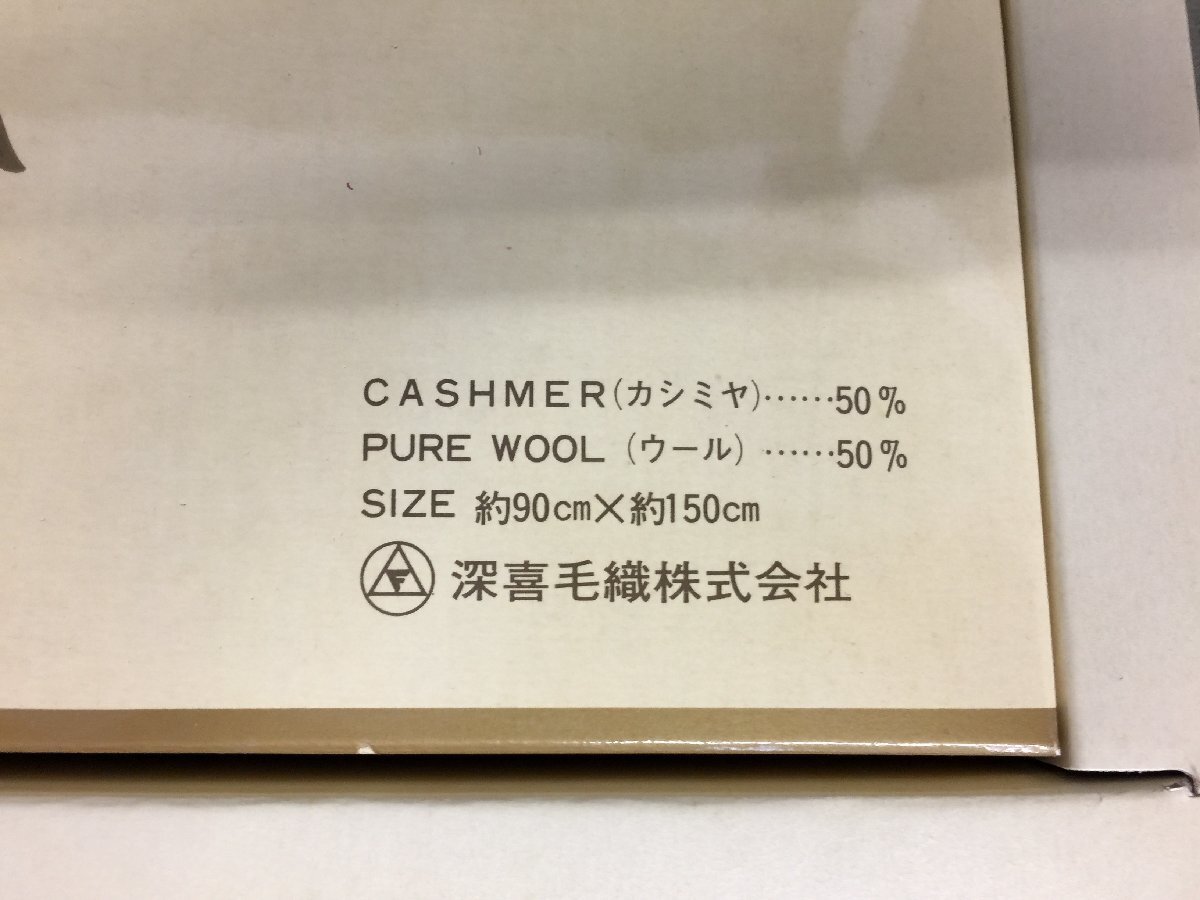 CASHMER(カシミヤ)……50%
PURE WOOL (ウール) ……50%
SIZE 約90cm×約150cm
F 深喜毛織株式会社